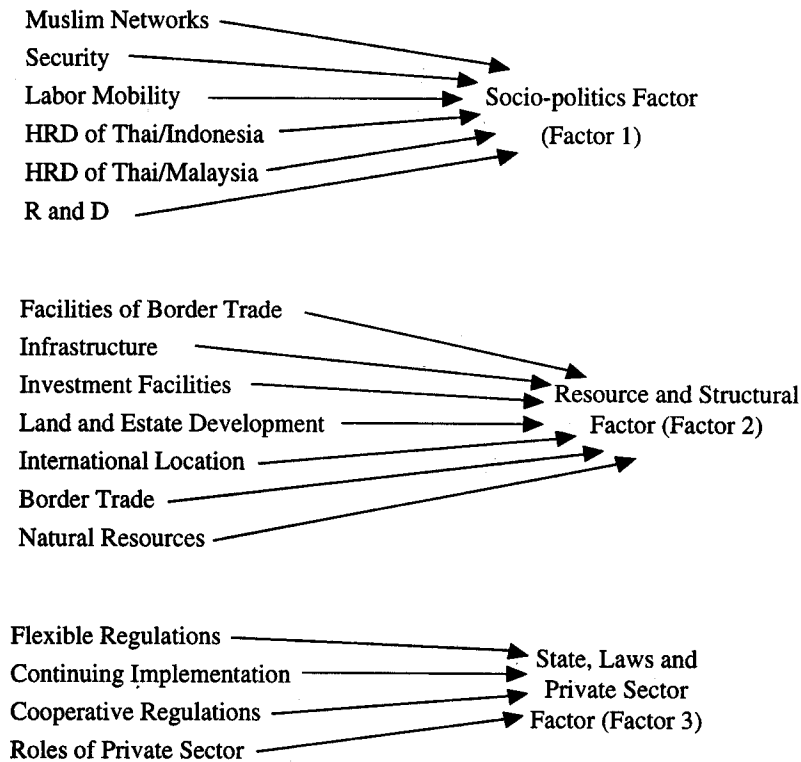 Muslim Networks
Security
Labor Mobility
HRD of Thai/Indonesia
HRD of Thai/Malaysia
R and D
Socio-politics Factor
(Factor 1)
Facilities of Border Trade
Infrastructure
Investment Facilities
Land and Estate Development
International Location
Border Trade
Natural Resources
Resource and Structural
Factor (Factor 2)
Flexible Regulations
Continuing Implementation
Cooperative Regulations
Roles of Private Sector
State, Laws and
Private Sector
Factor (Factor 3)